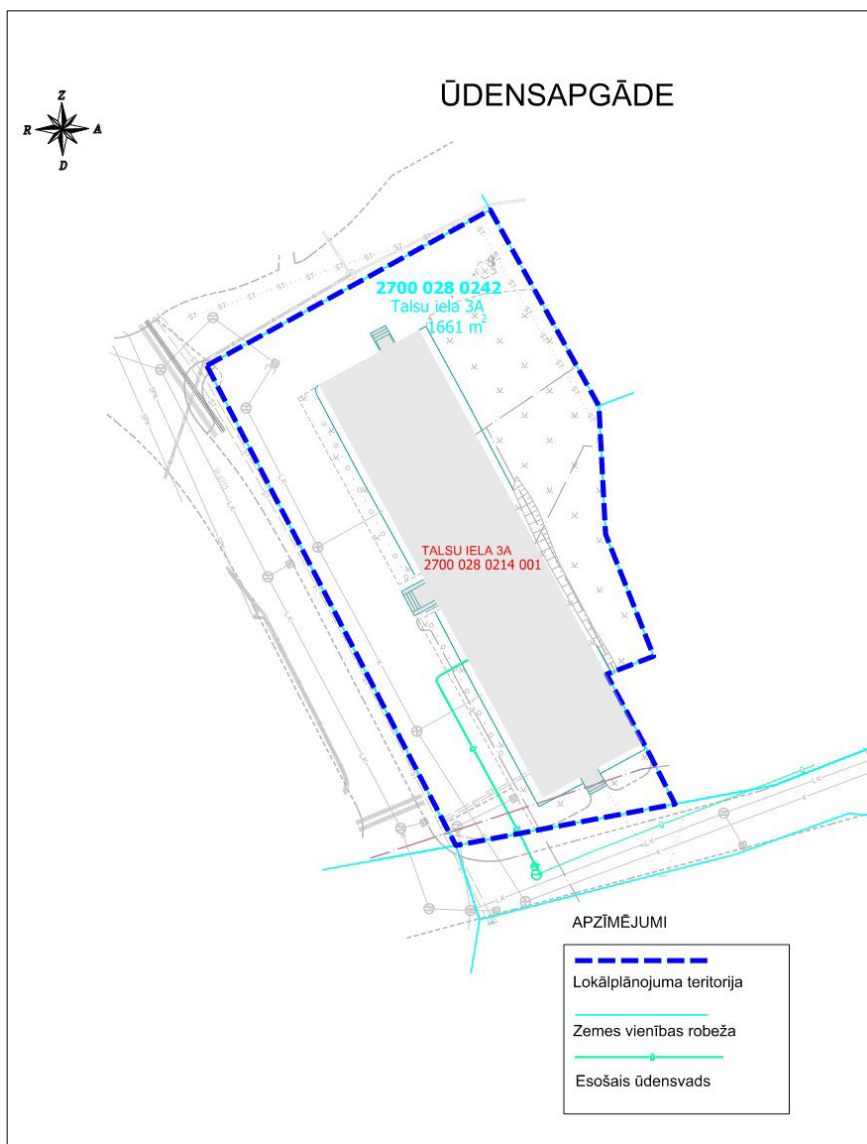 ŪDENSAPGĀDE
Z
R A
D
2700 028 0242
Talsu iela 3A
1661 m²
TALSU IELA 3A
2700 028 0214 001
APZĪMĒJUMI
Lokālplānojuma teritorija
Zemes vienības robeža
Esošais ūdensvads